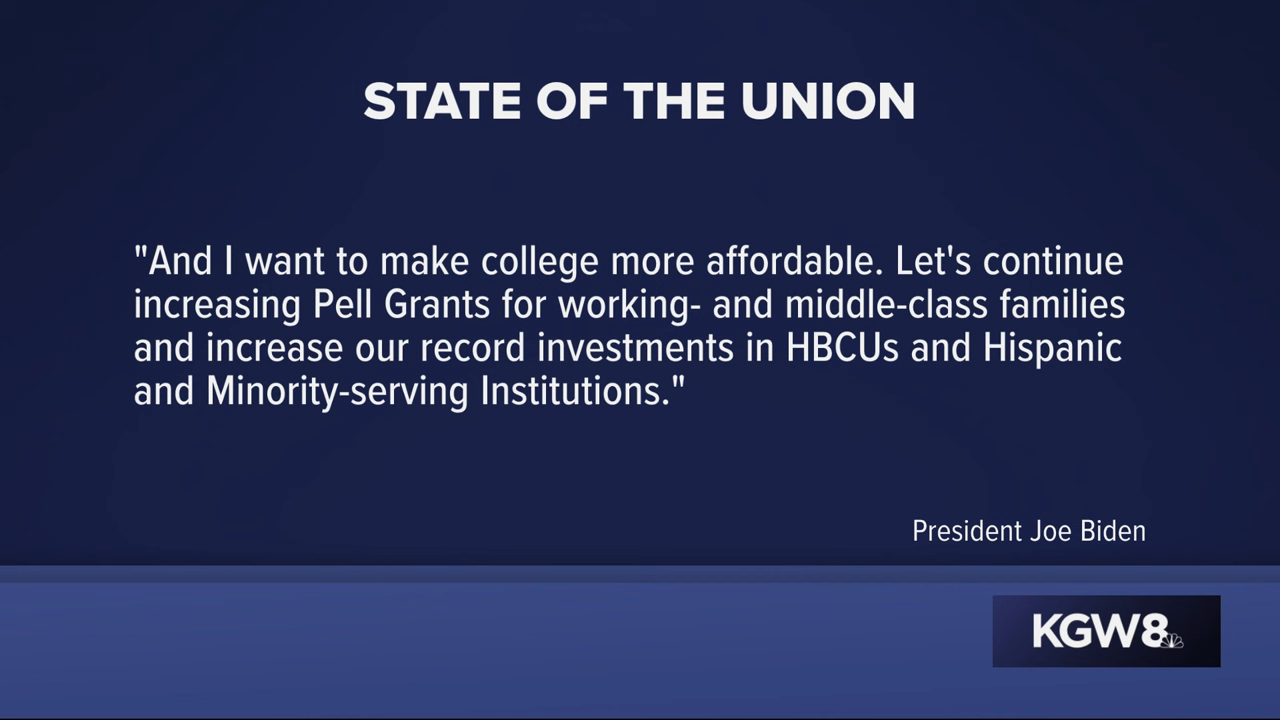 STATE OF THE UNION
"And I want to make college more affordable. Let's continue
increasing Pell Grants for working- and middle-class families
and increase our record investments in HBCUs and Hispanic
and Minority-serving Institutions."
President Joe Biden
KGW8